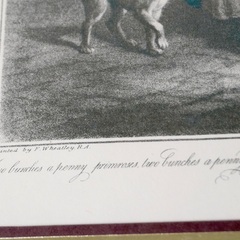 by F. Wheatley R.A.
bunches a penny primroses, two bunches a penny